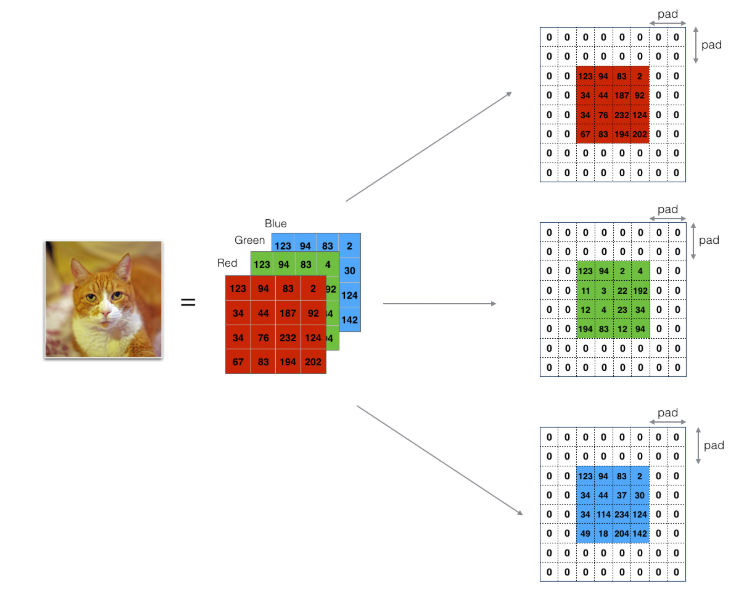 =
Blue
Green
Red
123 94 83 2
30
124
142
123 94 83 4
92
123 94 83 2
34 44 187 92
34 76 232 124
67 83 194 202
pad
pad
0 0 0 0 0 0 0 0
0 0 0 0 0 0 0 0
0 0 123 94 83 2 0 0
0 0 34 44 187 92 0 0
0 0 34 76 232 124 0 0
0 0 67 83 194 202 0 0
0 0 0 0 0 0 0 0
0 0 0 0 0 0 0 0
pad
pad
0 0 0 0 0 0 0 0
0 0 0 0 0 0 0 0
0 0 123 94 2 4 0 0
0 0 11 3 22 192 0 0
0 0 12 4 23 34 0 0
0 0 194 83 12 94 0 0
0 0 0 0 0 0 0 0
0 0 0 0 0 0 0 0
pad
pad
0 0 0 0 0 0 0 0
0 0 0 0 0 0 0 0
0 0 123 94 83 2 0 0
0 0 34 44 37 30 0 0
0 0 34 114 234 124 0 0
0 0 49 18 204 142 0 0
0 0 0 0 0 0 0 0
0 0 0 0 0 0 0 0